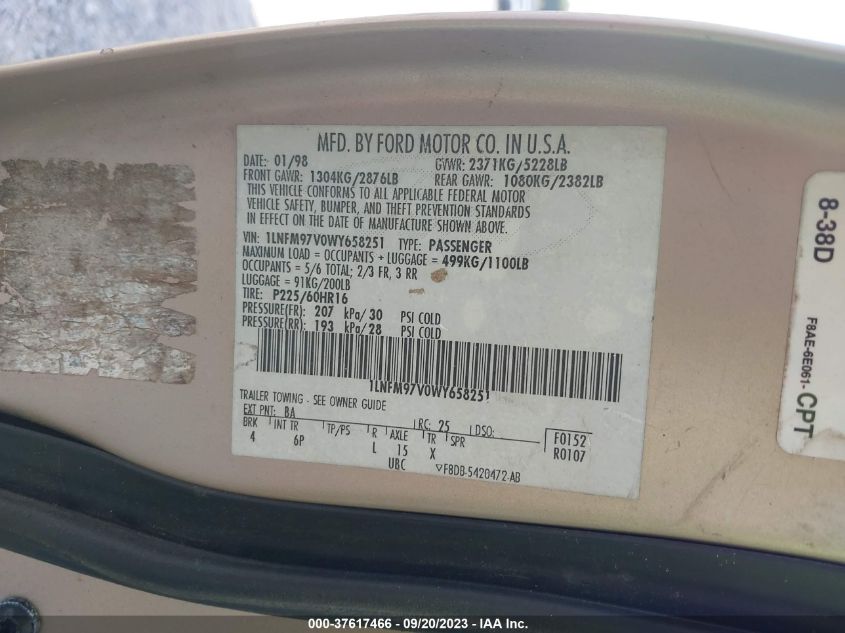 MFD. BY FORD MOTOR CO. IN U.S.A.
DATE: 01/98 GVWR: 2371KG/5228LB
FRONT GAWR: 1304KG/2876LB REAR GAWR: 1080KG/2382LB
THIS VEHICLE CONFORMS TO ALL APPLICABLE FEDERAL MOTOR
VEHICLE SAFETY, BUMPER, AND THEFT PREVENTION STANDARDS
IN EFFECT ON THE DATE OF MANUFACTURE SHOWN ABOVE.
VIN: 1LNFM97V0WY658251 TYPE: PASSENGER
MAXIMUM LOAD = OCCUPANTS + LUGGAGE = 499KG/1100LB
OCCUPANTS = 5/6 TOTAL; 2/3 FR, 3 RR
LUGGAGE = 91KG/200LB
TIRE: P225/60HR16
PRESSURE(FR) 207 kPa/30 PSI COLD
PRESSURE(RR) 193 kPa/28 PSI COLD
1LNFM97V0WY658251
TRAILER TOWING - SEE OWNER GUIDE
EXT PNT: BA RC: 25 DSO:
BRK INT TR TP/PS R AXLE TR SPR F0152
4 6P L 15 X R0107
UBC F8DB-5420472-AB
8-38D
F8AE-6E061-CPT
000-37617466 - 09/20/2023 - COPYRIGHT IAA, INC.